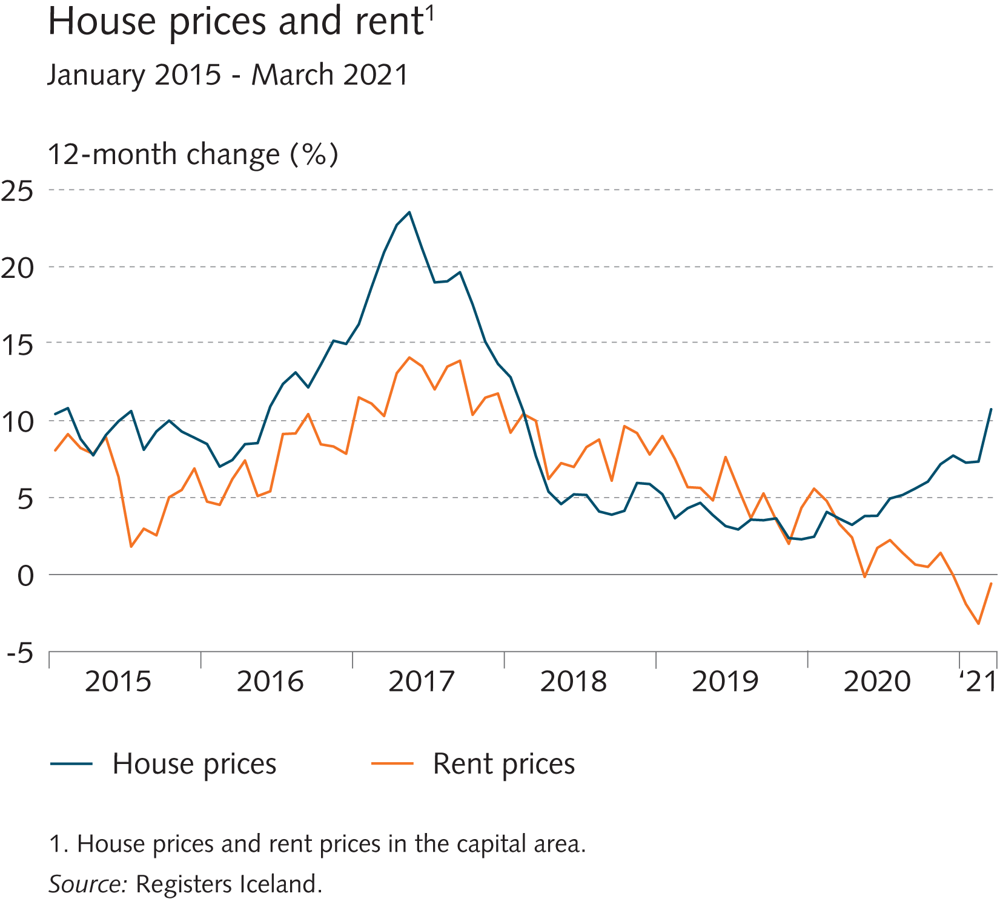 House prices and rent¹
January 2015 - March 2021
12-month change (%)
25
20
15
10
5
0
-5
2015 2016 2017 2018 2019 2020 ‘21
House prices Rent prices
1. House prices and rent prices in the capital area.
Source: Registers Iceland.